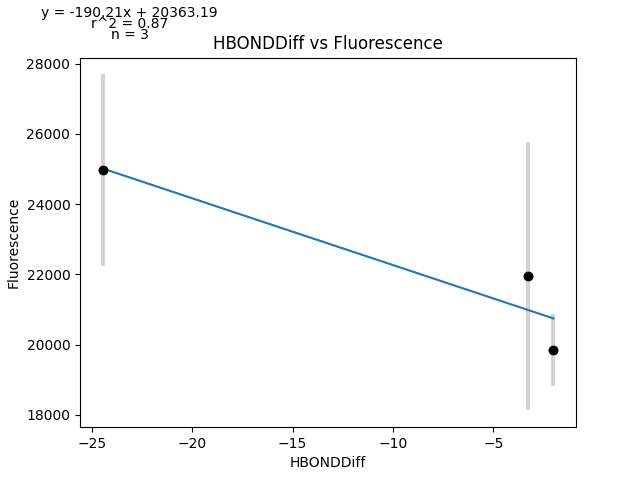 y = -190.21x + 20363.19
r^2 = 0.87
n = 3
HBONDDiff vs Fluorescence
28000
26000
24000
22000
20000
18000
Fluorescence
−25
−20
−15
−10
−5
HBONDDiff